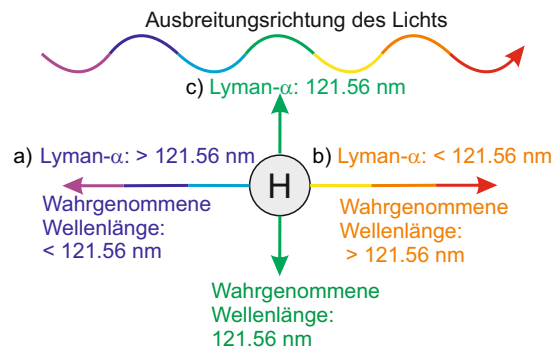 Ausbreitungsrichtung des Lichts
c) Lyman-α: 121.56 nm
a) Lyman-α: > 121.56 nm
b) Lyman-α: < 121.56 nm
H
Wahrgenommene
Wellenlänge:
< 121.56 nm
Wahrgenommene
Wellenlänge:
> 121.56 nm
Wahrgenommene
Wellenlänge:
121.56 nm